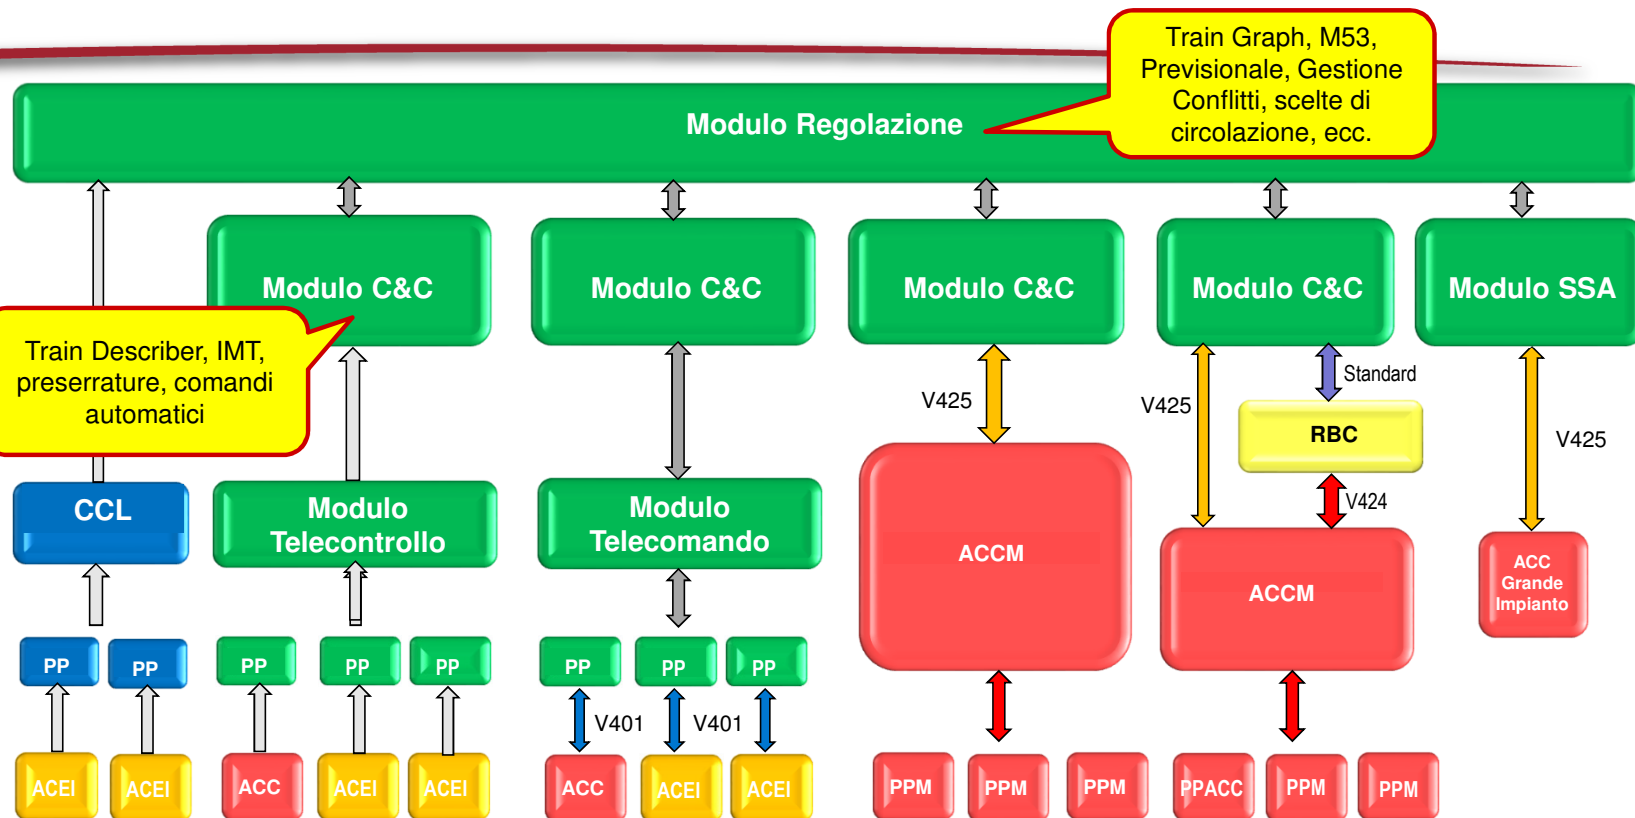 Train Graph, M53,
Previsionale, Gestione
Conflitti, scelte di
circolazione, ecc.
Modulo Regolazione
Modulo C&C
Modulo C&C
Modulo C&C
Modulo C&C
Modulo SSA
Train Describer, IMT,
preserrature, comandi
automatici
Standard
V425
V425
RBC
V425
V424
CCL
Modulo
Telecontrollo
Modulo
Telecomando
ACCM
ACCM
ACC
Grande
Impianto
PP
PP
PP
PP
PP
PP
PP
PP
V401
V401
ACEI
ACEI
ACC
ACEI
ACEI
ACC
ACEI
ACEI
PPM
PPM
PPM
PPACC
PPM
PPM